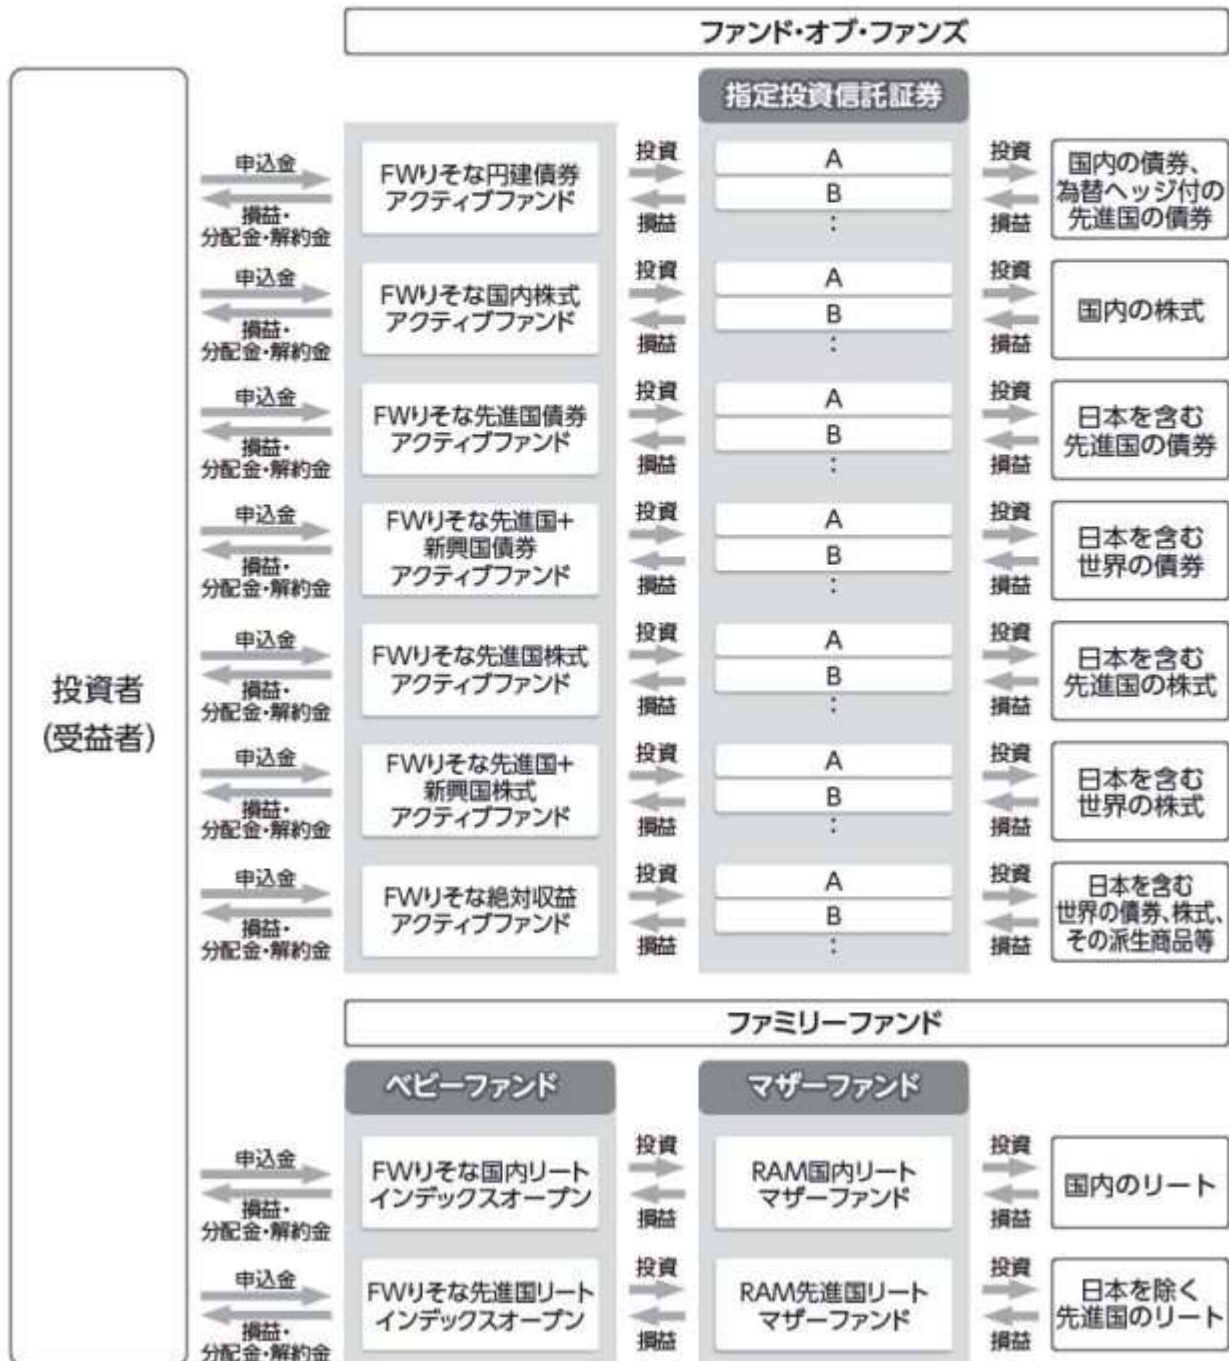 ファンド・オブ・ファンズ
指定投資信託証券
投資者
(受益者)
申込金
損益・
分配金・解約金
FWりそな円建債券
アクティブファンド
投資
損益
A
B
:
投資
損益
国内の債券、
為替ヘッジ付の
先進国の債券
申込金
損益・
分配金・解約金
FWりそな国内株式
アクティブファンド
投資
損益
A
B
:
投資
損益
国内の株式
申込金
損益・
分配金・解約金
FWりそな先進国債券
アクティブファンド
投資
損益
A
B
:
投資
損益
日本を含む
先進国の債券
申込金
損益・
分配金・解約金
FWりそな先進国+
新興国債券
アクティブファンド
投資
損益
A
B
:
投資
損益
日本を含む
世界の債券
申込金
損益・
分配金・解約金
FWりそな先進国株式
アクティブファンド
投資
損益
A
B
:
投資
損益
日本を含む
先進国の株式
申込金
損益・
分配金・解約金
FWりそな先進国+
新興国株式
アクティブファンド
投資
損益
A
B
:
投資
損益
日本を含む
世界の株式
申込金
損益・
分配金・解約金
FWりそな絶対収益
アクティブファンド
投資
損益
A
B
:
投資
損益
日本を含む
世界の債券、株式、
その派生商品等
ファミリーファンド
ベビーファンド
マザーファンド
申込金
損益・
分配金・解約金
FWりそな国内リート
インデックスオープン
投資
損益
RAM国内リート
マザーファンド
投資
損益
国内のリート
申込金
損益・
分配金・解約金
FWりそな先進国リート
インデックスオープン
投資
損益
RAM先進国リート
マザーファンド
投資
損益
日本を除く
先進国のリート